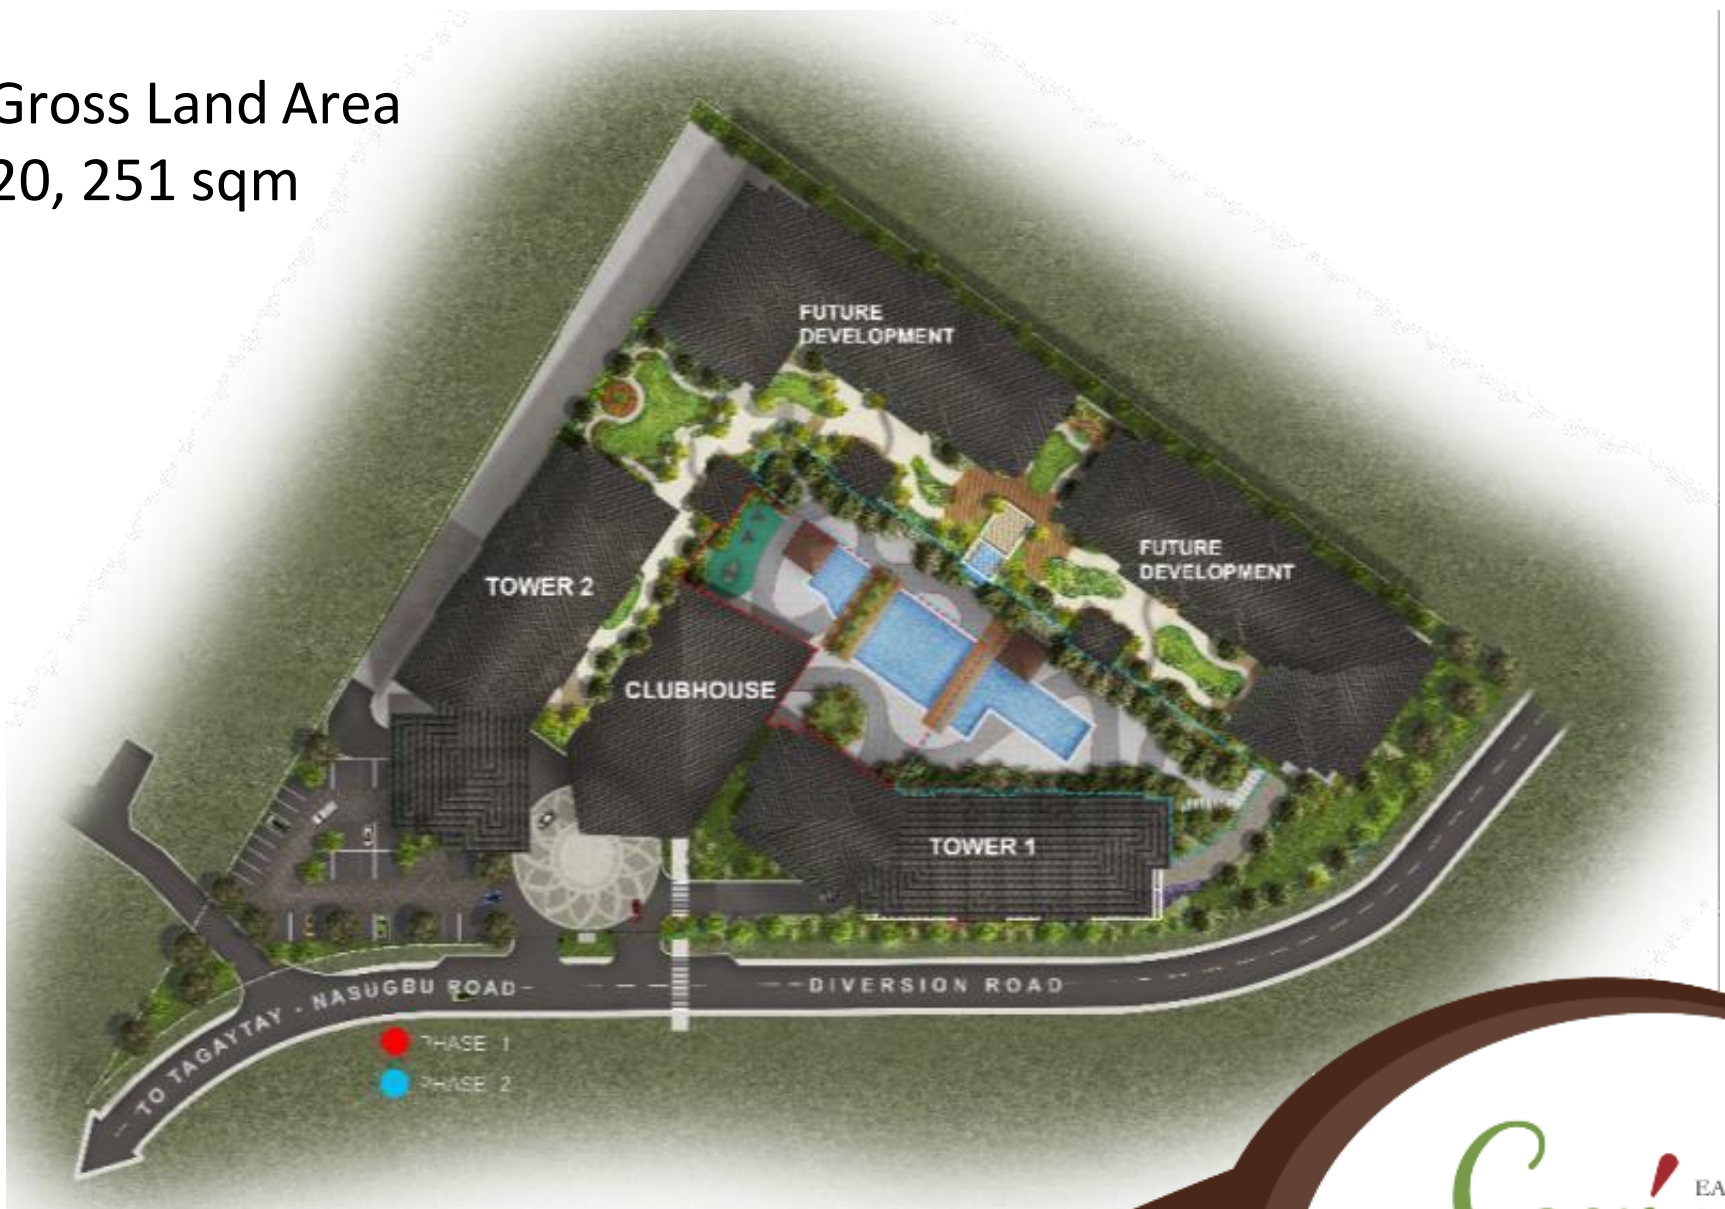 Gross Land Area
20, 251 sqm
FUTURE
DEVELOPMENT
FUTURE
DEVELOPMENT
TOWER 2
CLUBHOUSE
TOWER 1
TO TAGAYTAY - NASUGBU ROAD
DIVERSION ROAD
PHASE 1
PHASE 2
EA